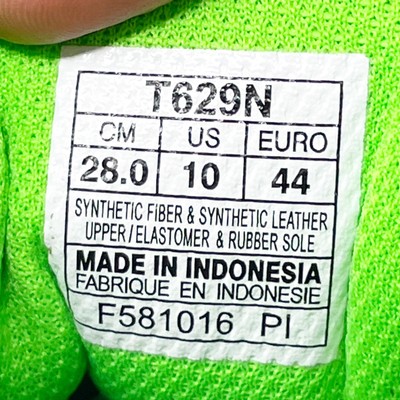 T629N
CM US EURO
28.0 10 44
SYNTHETIC FIBER & SYNTHETIC LEATHER
UPPER/ELASTOMER & RUBBER SOLE
MADE IN INDONESIA
FABRIQUE EN INDONESIE
F581016 PI